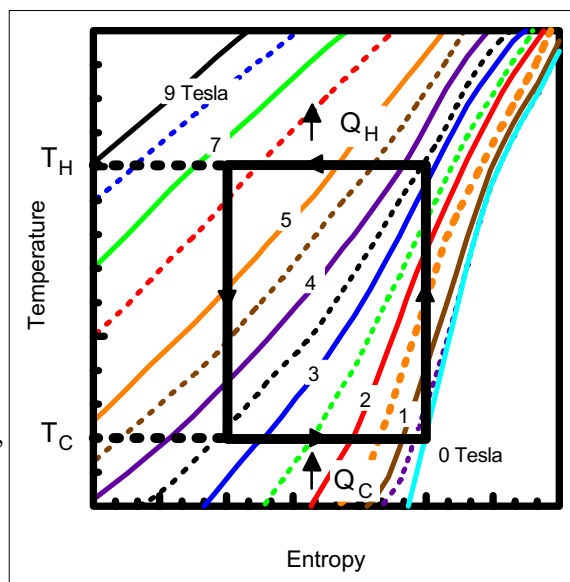 9 Tesla
Q_H
7
T_H
5
Temperature
4
3
2
1
T_C
0 Tesla
Q_C
Entropy